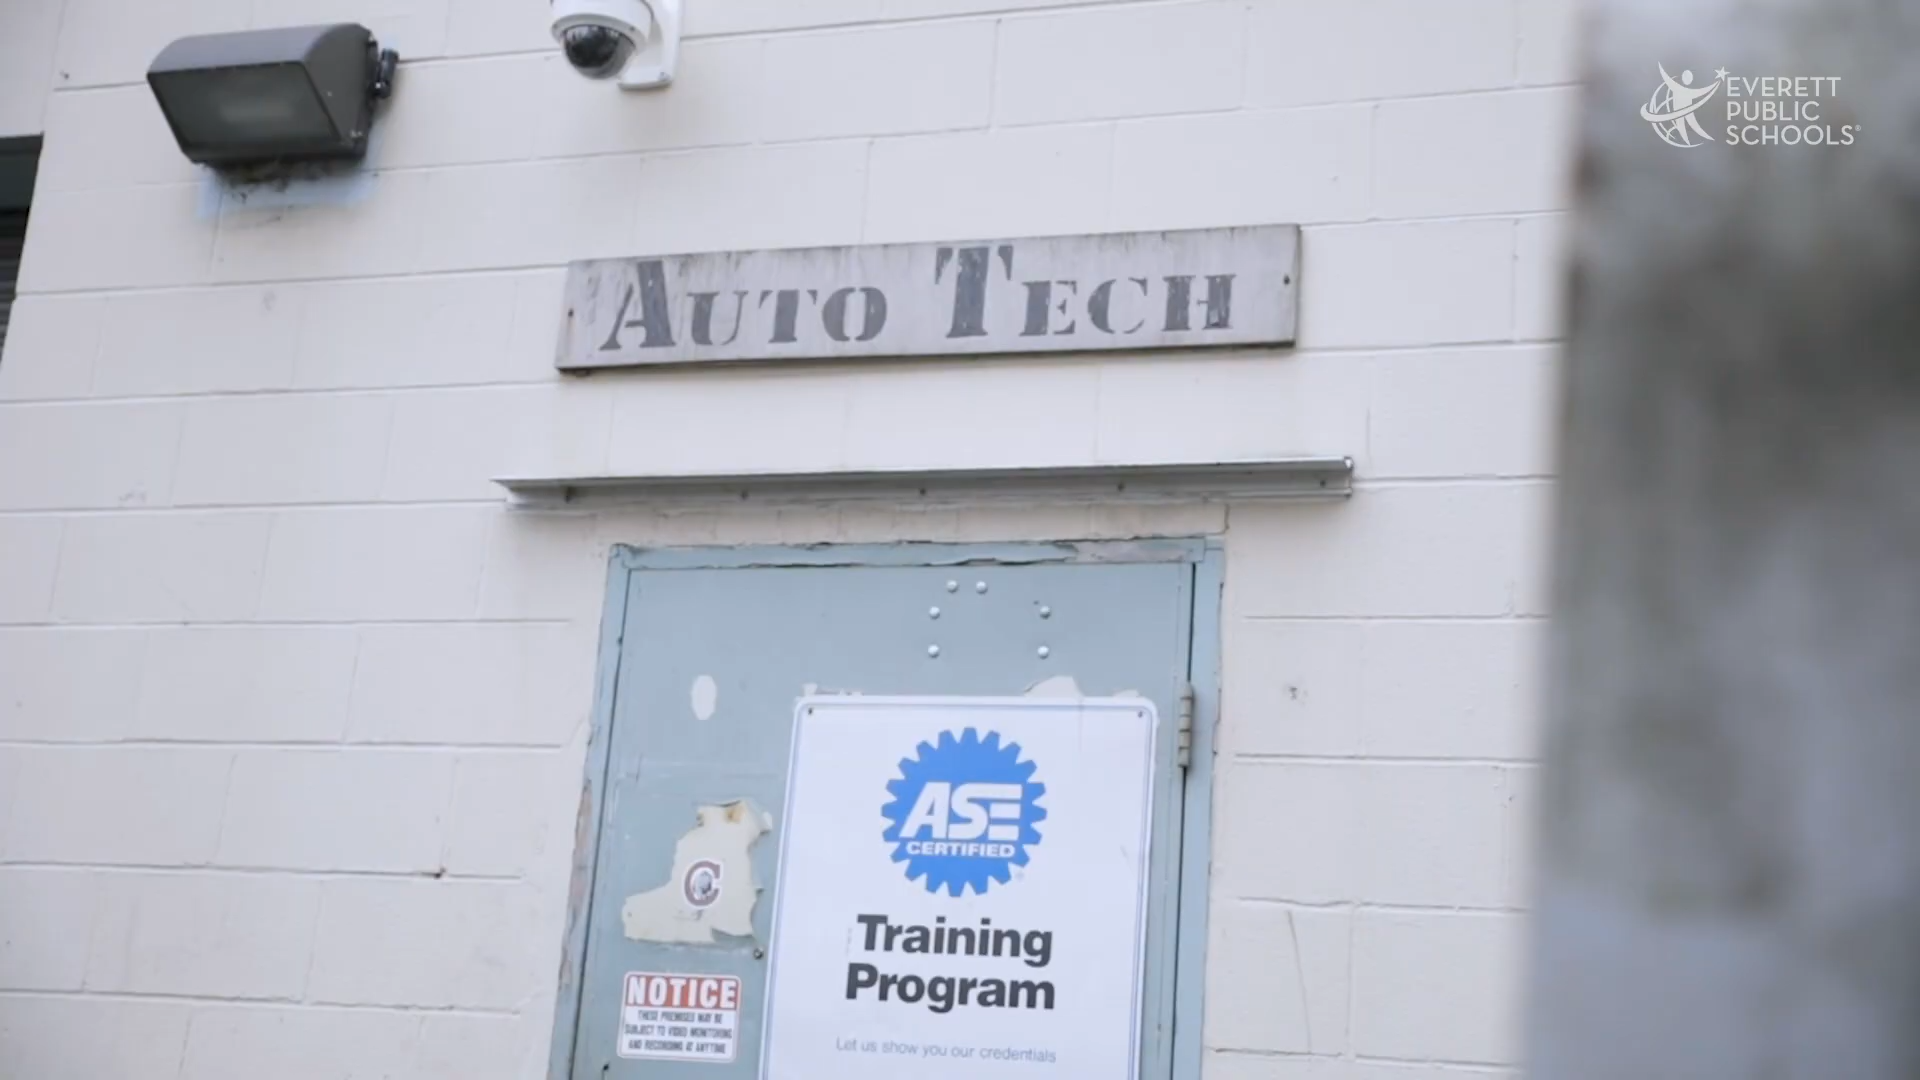 EVERETT
PUBLIC
SCHOOLS®
AUTO TECH
ASE
CERTIFIED
Training
Program
Let us show you our credentials
C
NOTICE
THESE PREMISES MAY BE
SUBJECT TO VIDEO MONITORING
AND RECORDING AT ANYTIME